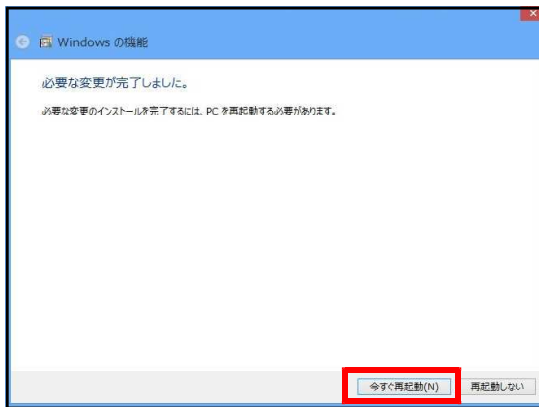 Windows の機能
必要な変更が完了しました。
必要な変更のインストールを完了するには、PC を再起動する必要があります。
今すぐ再起動(N)
再起動しない